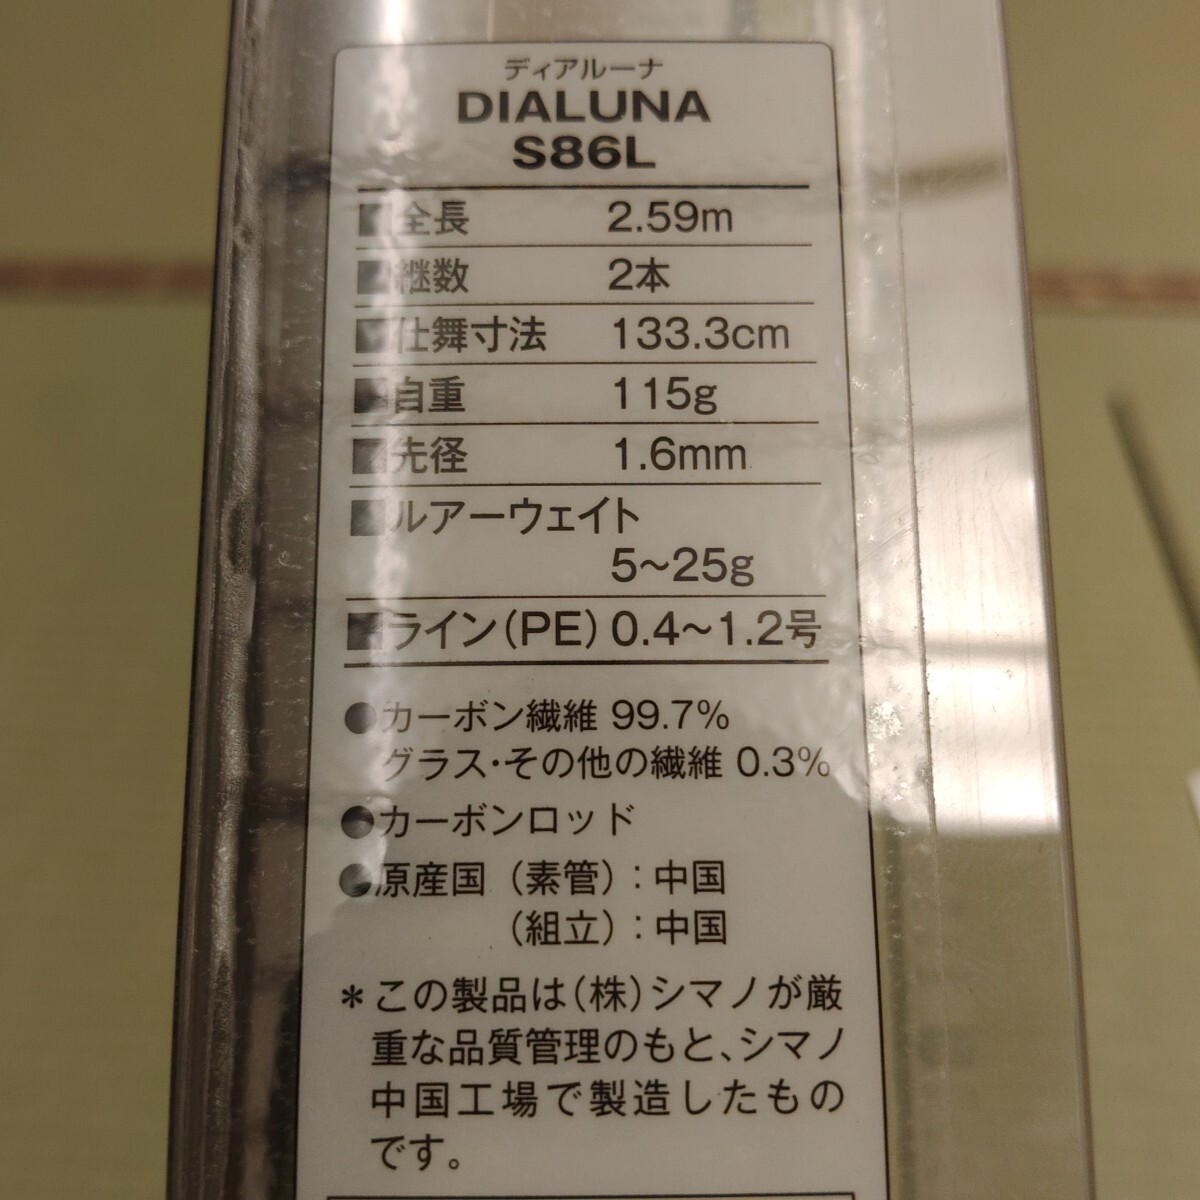 ディアルーナ
DIALUNA
S86L
■全長 2.59m
■継数 2本
■仕舞寸法 133.3cm
■自重 115g
■先径 1.6mm
■ルアーウェイト
5~25g
■ライン(PE) 0.4~1.2号
●カーボン繊維 99.7%
グラス・その他の繊維 0.3%
●カーボンロッド
●原産国(素管):中国
(組立):中国
*この製品は(株)シマノが厳
重な品質管理のもと、シマノ
中国工場で製造したもの
です。